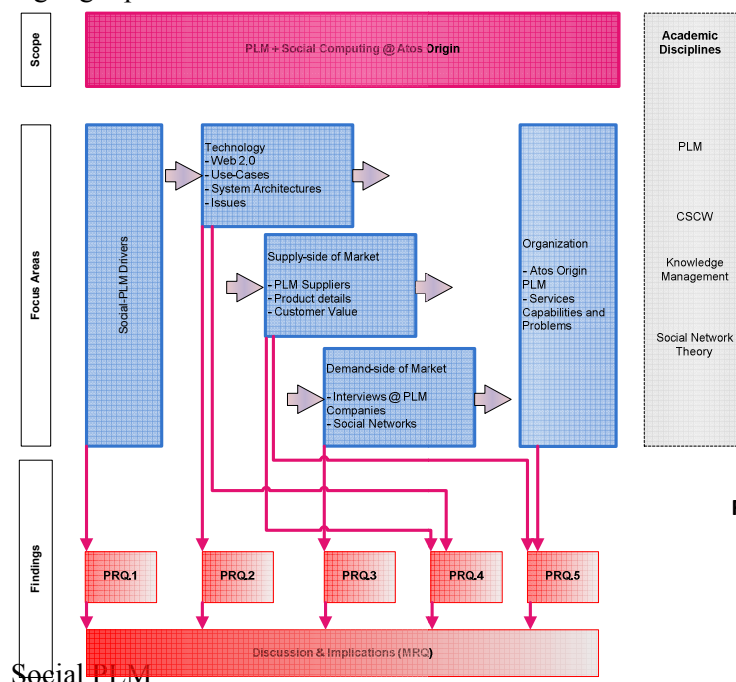 Scope
PLM + Social Computing @ Atos Origin
Academic
Disciplines
PLM
CSCW
Knowledge
Management
Social Network
Theory
Focus Areas
Social-PLM Drivers
Technology
- Web 2.0
- Use-Cases
- System Architectures
- Issues
Supply-side of Market
- PLM Suppliers
- Product details
- Customer Value
Demand-side of Market
- Interviews @ PLM
Companies
- Social Networks
Organization
- Atos Origin
PLM
- Services
Capabilities and
Problems
Findings
PRQ.1
PRQ.2
PRQ.3
PRQ.4
PRQ.5
Discussion & Implications (MRQ)
Social PLM